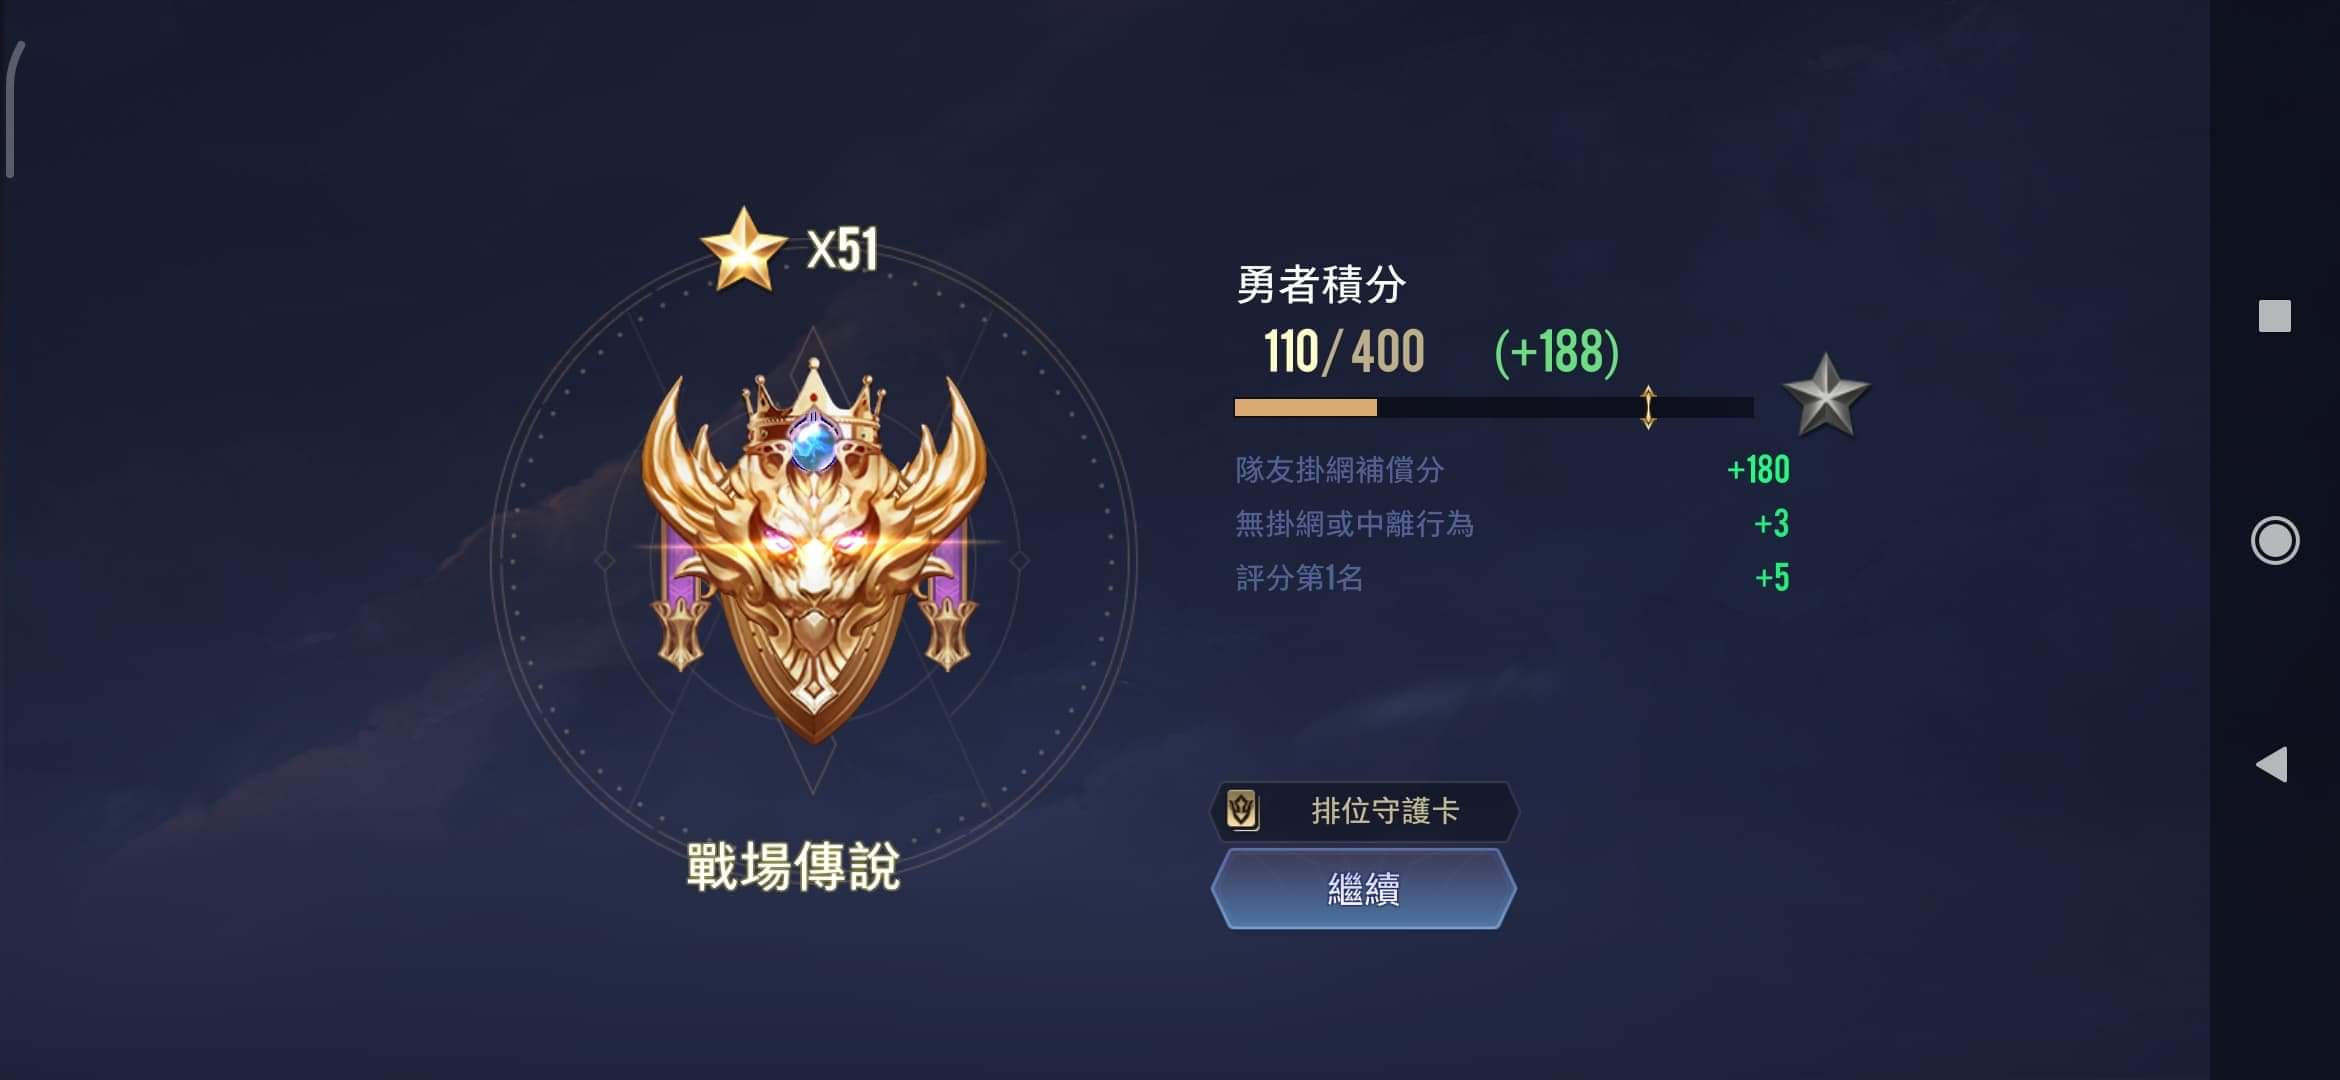 X51
戰場傳說
勇者積分
110/400 (+188)
隊友掛網補償分 +180
無掛網或中離行為 +3
評分第1名 +5
排位守護卡
繼續